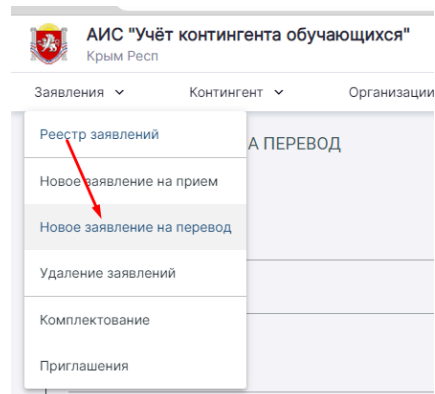 АИС "Учёт контингента обучающихся"
Крым Респ
Заявления Контингент Организации
Реестр заявлений
А ПЕРЕВОД
Новое заявление на прием
Новое заявление на перевод
Удаление заявлений
Комплектование
Приглашения